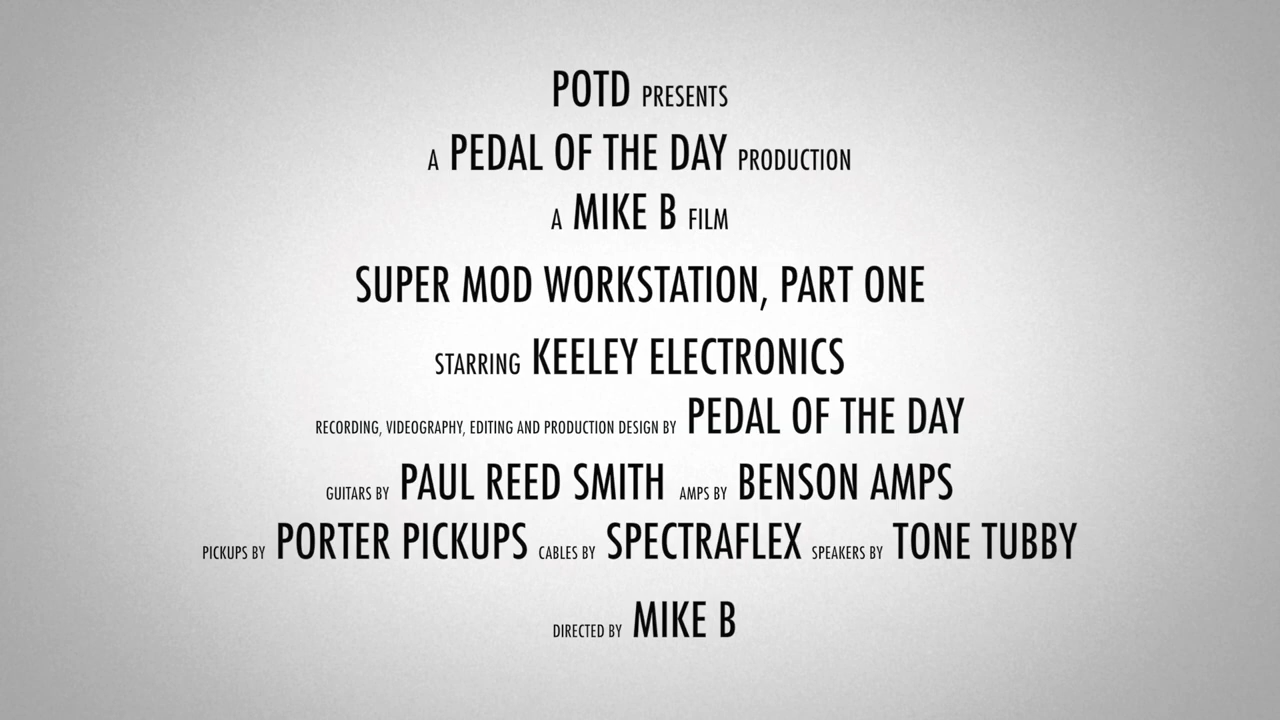 POTD PRESENTS
A PEDAL OF THE DAY PRODUCTION
A MIKE B FILM
SUPER MOD WORKSTATION, PART ONE
STARRING KEELEY ELECTRONICS
RECORDING, VIDEOGRAPHY, EDITING AND PRODUCTION DESIGN BY PEDAL OF THE DAY
GUITARS BY PAUL REED SMITH AMPS BY BENSON AMPS
PICKUPS BY PORTER PICKUPS CABLES BY SPECTRAFLEX SPEAKERS BY TONE TUBBY
DIRECTED BY MIKE B